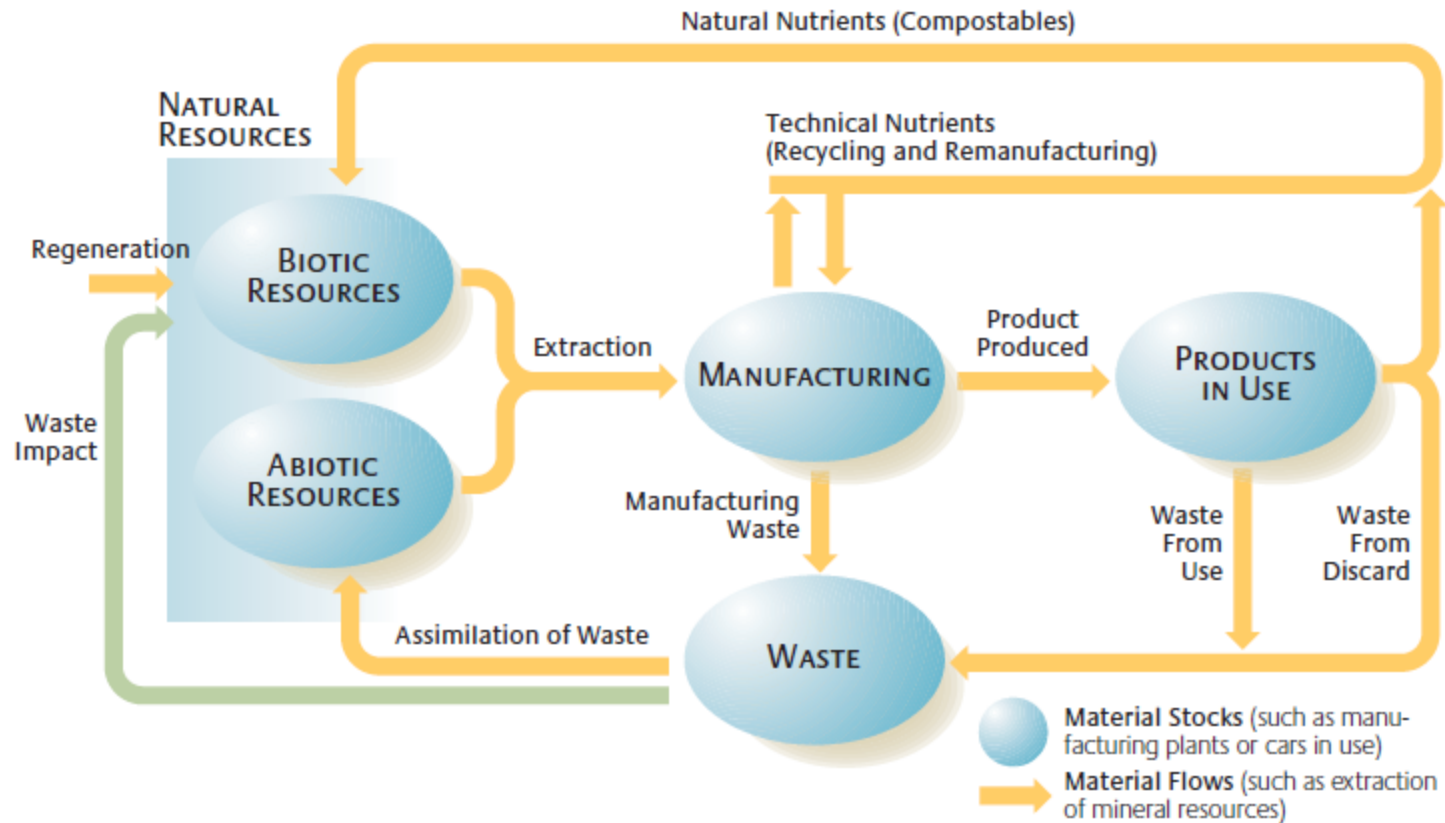 Natural Nutrients (Compostables)
NATURAL
RESOURCES
Technical Nutrients
(Recycling and Remanufacturing)
Regeneration
BIOTIC
RESOURCES
Extraction
MANUFACTURING
Product
Produced
PRODUCTS
IN USE
Waste
Impact
ABIOTIC
RESOURCES
Manufacturing
Waste
Waste
From
Use
Waste
From
Discard
Assimilation of Waste
WASTE
Material Stocks (such as manu-
facturing plants or cars in use)
Material Flows (such as extraction
of mineral resources)